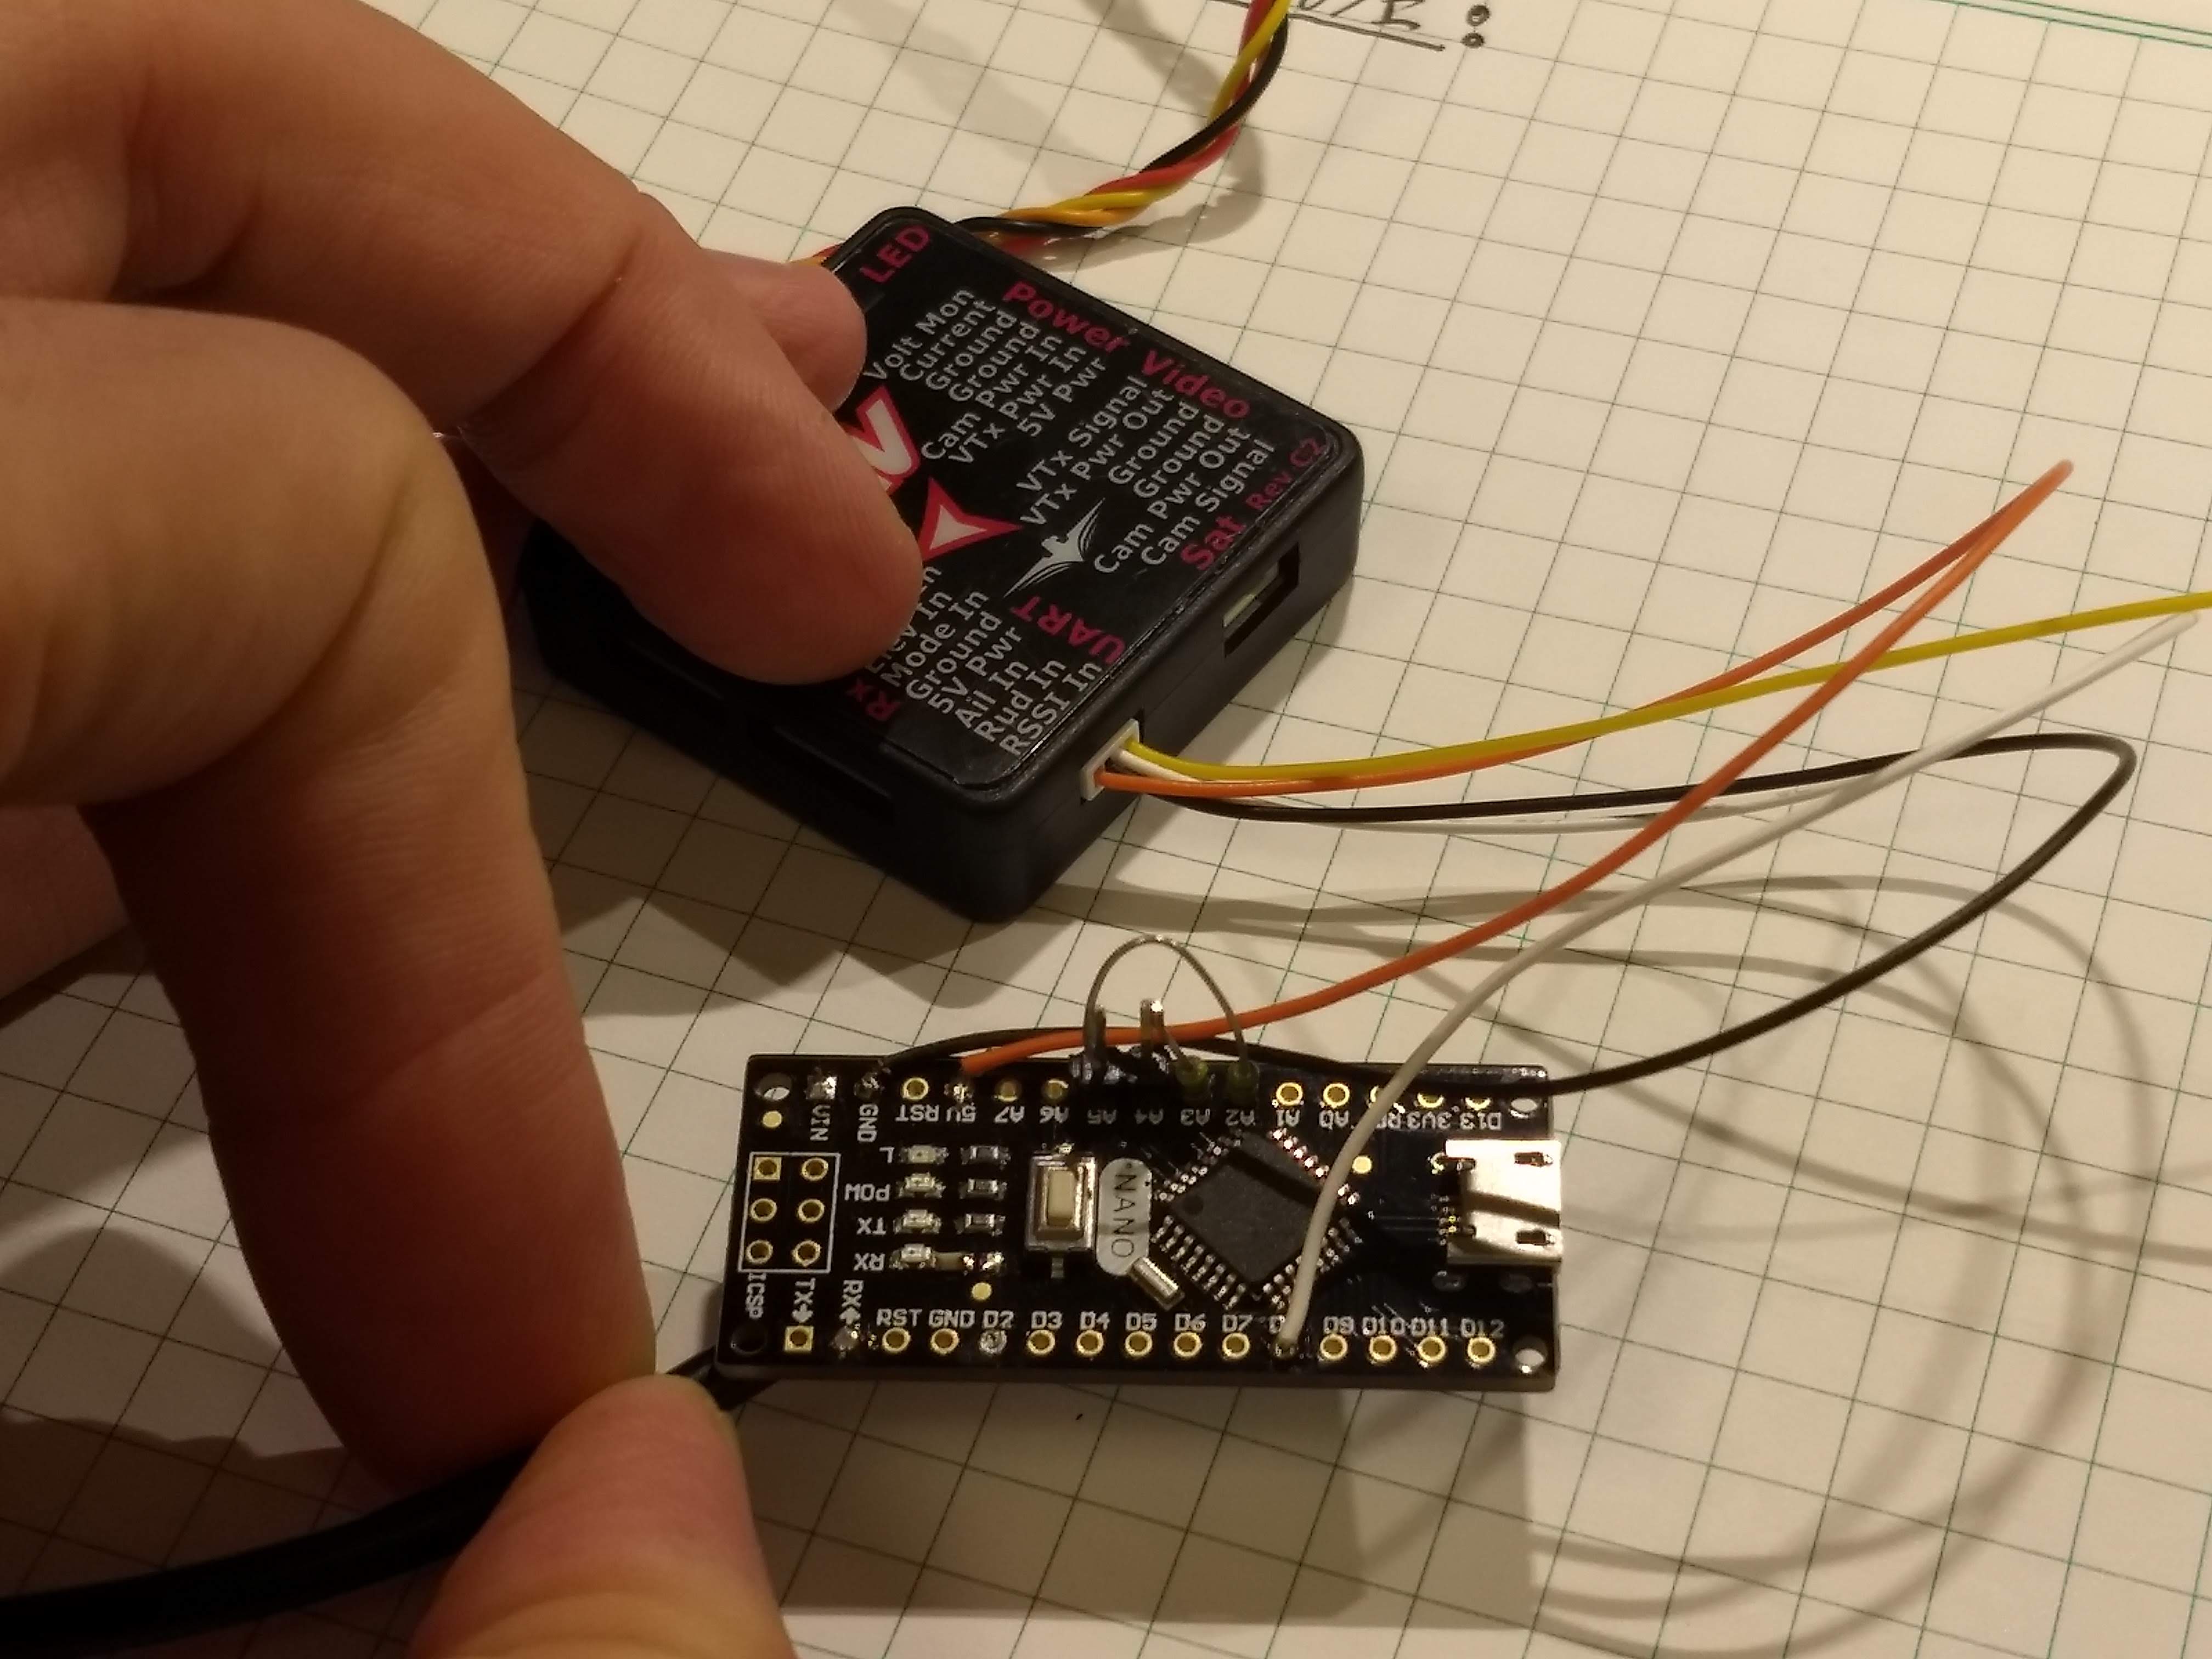 LED
Power
Volt Mon
Current
Ground
Ground
Cam Pwr In
VTx Pwr In
5V Pwr
Video
VTx Signal
VTx Pwr Out
Ground
Ground
Cam Pwr Out
Cam Signal
Sat Rev C2
UART
Rx
In
Mode In
Ground
5V Pwr
Ail In
Rud In
RSSI In
VIN GND RST 5V A7 A6 A5 A4 A3 A2 A1 A0 3V3 D13
L
POW
TX
RX
NANO
ICSP
TX RX RST GND D2 D3 D4 D5 D6 D7 D9 D10 D11 D12